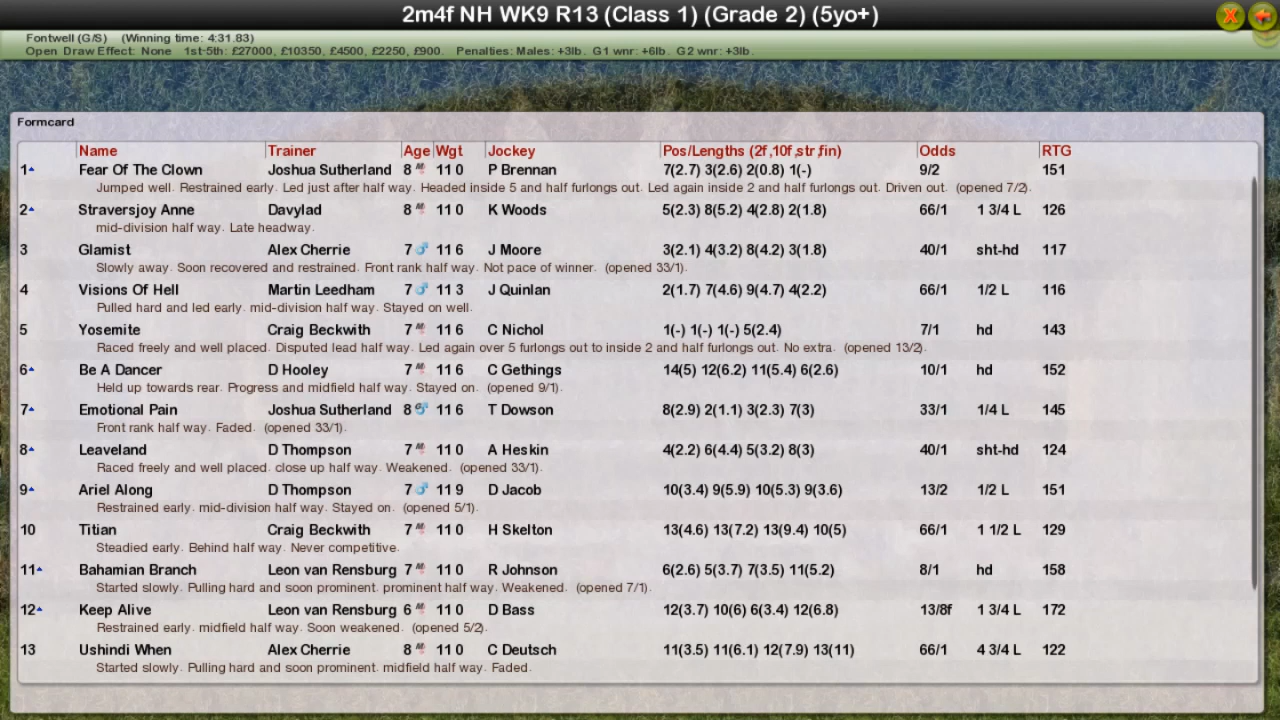 2m4f NH WK9 R13 (Class 1) (Grade 2) (5yo+)
Fontwell (G/S) (Winning time: 4:31.83)
Open Draw Effect: None 1st-5th: £27000, £10350, £4500, £2250, £900. Penalties: Males: +3lb. G1 wnr: +6lb. G2 wnr: +3lb.
Formcard
Name Trainer Age Wgt Jockey Pos/Lengths (2f,10f,str,fin) Odds RTG
1 Fear Of The Clown Joshua Sutherland 8 11 0 P Brennan 7(2.7) 3(2.6) 2(0.8) 1(-) 9/2 151
Jumped well. Restrained early. Led just after half way. Headed inside 5 and half furlongs out. Led again inside 2 and half furlongs out. Driven out. (opened 7/2).
2 Straversjoy Anne Davylad 8 11 0 K Woods 5(2.3) 8(5.2) 4(2.8) 2(1.8) 66/1 1 3/4 L 126
mid-division half way. Late headway.
3 Glamist Alex Cherrie 7 11 6 J Moore 3(2.1) 4(3.2) 8(4.2) 3(1.8) 40/1 sht-hd 117
Slowly away. Soon recovered and restrained. Front rank half way. Not pace of winner. (opened 33/1).
4 Visions Of Hell Martin Leedham 7 11 3 J Quinlan 2(1.7) 7(4.6) 9(4.7) 4(2.2) 66/1 1/2 L 116
Pulled hard and led early. mid-division half way. Stayed on well.
5 Yosemite Craig Beckwith 7 11 6 C Nichol 1(-) 1(-) 1(-) 5(2.4) 7/1 hd 143
Raced freely and well placed. Disputed lead half way. Led again over 5 furlongs out to inside 2 and half furlongs out. No extra. (opened 13/2).
6 Be A Dancer D Hooley 7 11 6 C Gethings 14(5) 12(6.2) 11(5.4) 6(2.6) 10/1 hd 152
Held up towards rear. Progress and midfield half way. Stayed on. (opened 9/1).
7 Emotional Pain Joshua Sutherland 8 11 6 T Dowson 8(2.9) 2(1.1) 3(2.3) 7(3) 33/1 1/4 L 145
Front rank half way. Faded. (opened 33/1).
8 Leaveland D Thompson 7 11 0 A Heskin 4(2.2) 6(4.4) 5(3.2) 8(3) 40/1 sht-hd 124
Raced freely and well placed. close up half way. Weakened. (opened 33/1).
9 Ariel Along D Thompson 7 11 9 D Jacob 10(3.4) 9(5.9) 10(5.3) 9(3.6) 13/2 1/2 L 151
Restrained early. mid-division half way. Stayed on. (opened 5/1).
10 Titian Craig Beckwith 7 11 0 H Skelton 13(4.6) 13(7.2) 13(9.4) 10(5) 66/1 1 1/2 L 129
Steadied early. Behind half way. Never competitive.
11 Bahamian Branch Leon van Rensburg 7 11 0 R Johnson 6(2.6) 5(3.7) 7(3.5) 11(5.2) 8/1 hd 158
Started slowly. Pulling hard and soon prominent. prominent half way. Weakened. (opened 7/1).
12 Keep Alive Leon van Rensburg 6 11 0 D Bass 12(3.7) 10(6) 6(3.4) 12(6.8) 13/8f 1 3/4 L 172
Restrained early. midfield half way. Soon weakened. (opened 5/2).
13 Ushindi When Alex Cherrie 8 11 0 C Deutsch 11(3.5) 11(6.1) 12(7.9) 13(11) 66/1 4 3/4 L 122
Started slowly. Pulling hard and soon prominent. midfield half way. Faded.